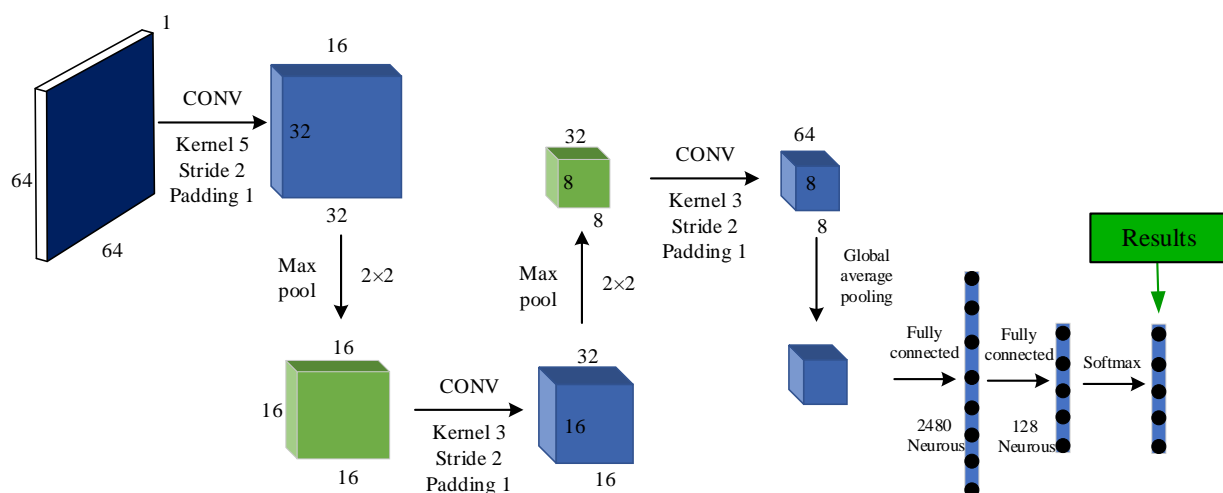 1
64
64
CONV
Kernel 5
Stride 2
Padding 1
16
32
32
Max
pool
2×2
16
16
16
CONV
Kernel 3
Stride 2
Padding 1
32
16
16
Max
pool
2×2
32
8
8
CONV
Kernel 3
Stride 2
Padding 1
64
8
8
Global
average
pooling
Fully
connected
2480
Neurous
Fully
connected
128
Neurous
Softmax
Results